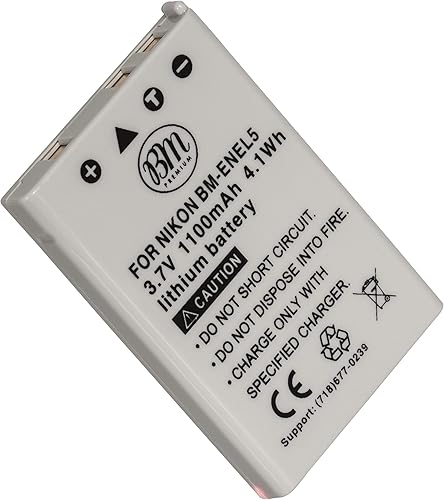 + T −
BM
PREMIUM
FOR NIKON BM-ENEL5
3.7V 1100mAh 4.1Wh
lithium battery
CAUTION
• DO NOT SHORT CIRCUIT.
• DO NOT DISPOSE INTO FIRE.
• CHARGE ONLY WITH
SPECIFIED CHARGER.
CE
Support: (718)677-0239